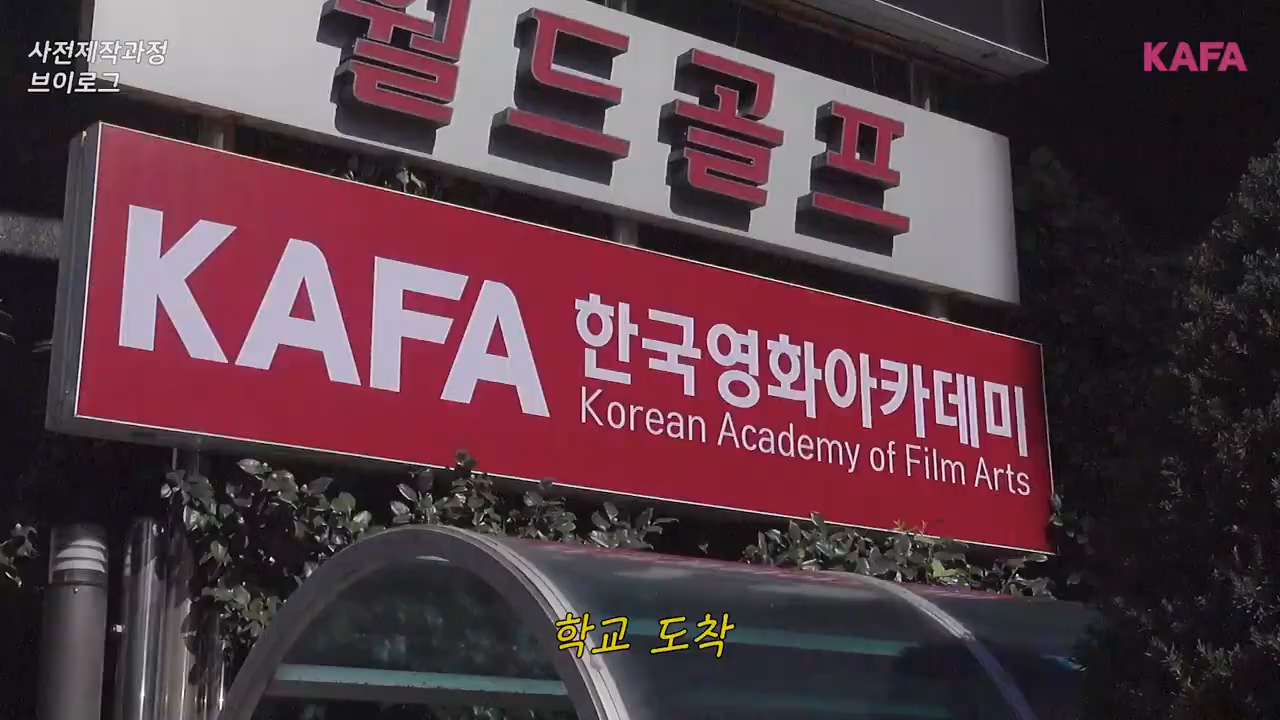 사전제작과정
브이로그
KAFA
월드골프
KAFA 한국영화아카데미
Korean Academy of Film Arts
학교 도착